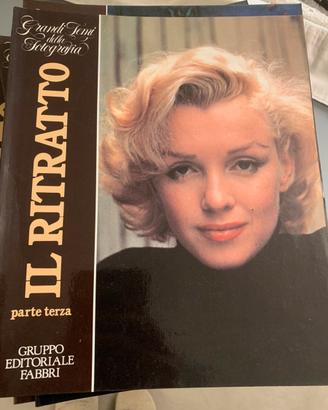 Grandi Temi
della
Fotografia
IL RITRATTO
parte terza
GRUPPO
EDITORIALE
FABBRI